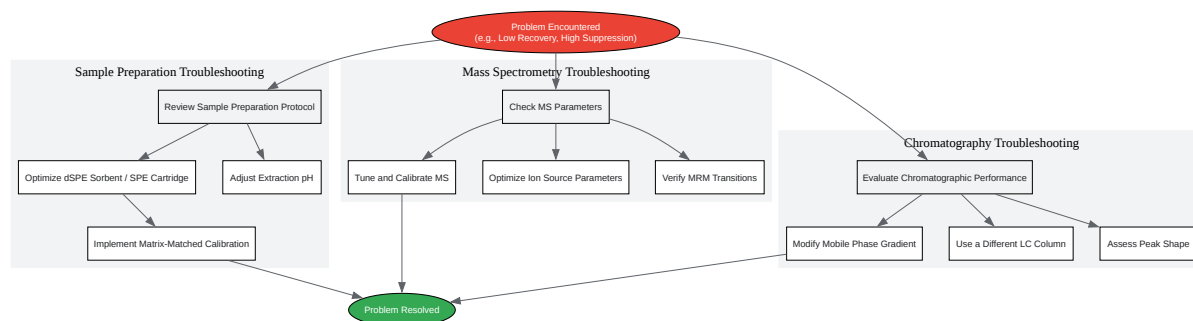 Problem Encountered
(e.g., Low Recovery, High Suppression)
Sample Preparation Troubleshooting
Mass Spectrometry Troubleshooting
Review Sample Preparation Protocol
Check MS Parameters
Chromatography Troubleshooting
Optimize dSPE Sorbent / SPE Cartridge
Adjust Extraction pH
Tune and Calibrate MS
Optimize Ion Source Parameters
Verify MRM Transitions
Evaluate Chromatographic Performance
Implement Matrix-Matched Calibration
Modify Mobile Phase Gradient
Use a Different LC Column
Assess Peak Shape
Problem Resolved